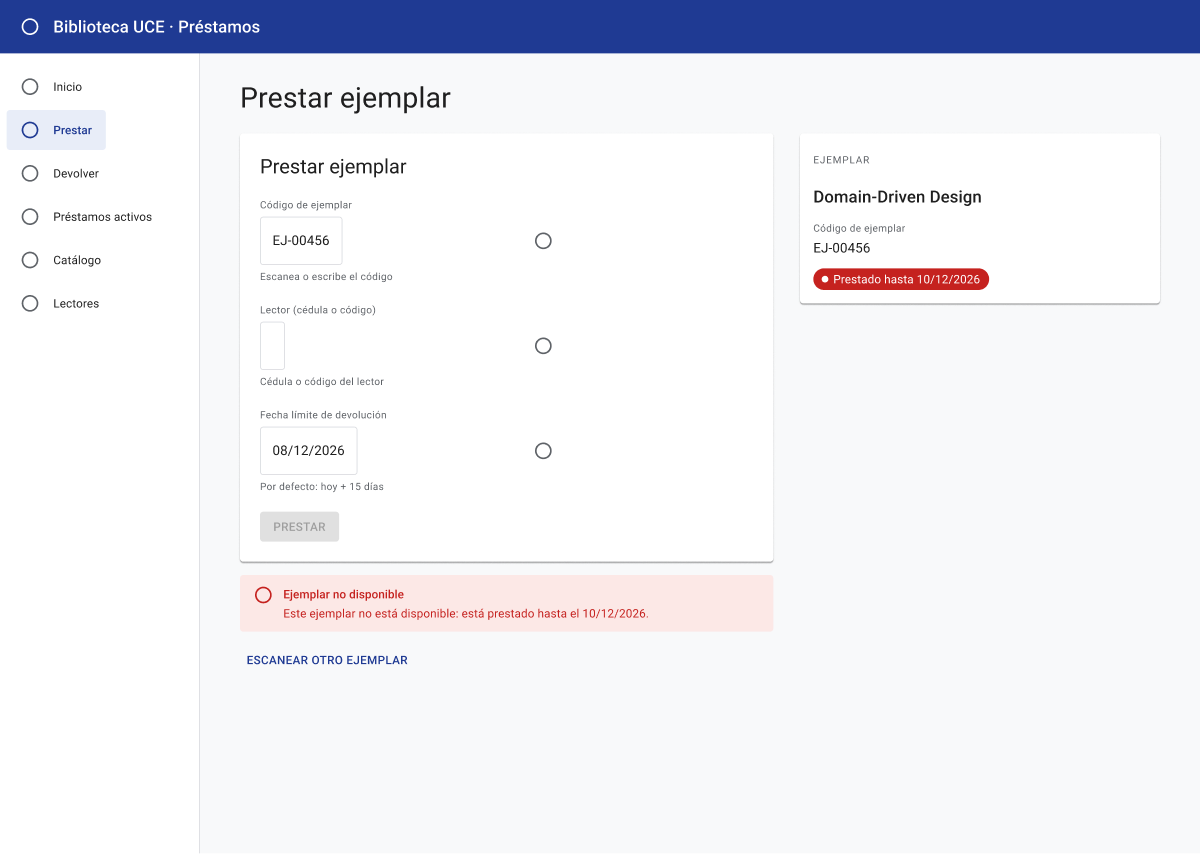 Biblioteca UCE · Préstamos
Inicio
Prestar
Devolver
Préstamos activos
Catálogo
Lectores
Prestar ejemplar
Prestar ejemplar
Código de ejemplar
EJ-00456
Escanea o escribe el código
Lector (cédula o código)
Cédula o código del lector
Fecha límite de devolución
08/12/2026
Por defecto: hoy + 15 días
PRESTAR
Ejemplar no disponible
Este ejemplar no está disponible: está prestado hasta el 10/12/2026.
ESCANEAR OTRO EJEMPLAR
EJEMPLAR
Domain-Driven Design
Código de ejemplar
EJ-00456
Prestado hasta 10/12/2026